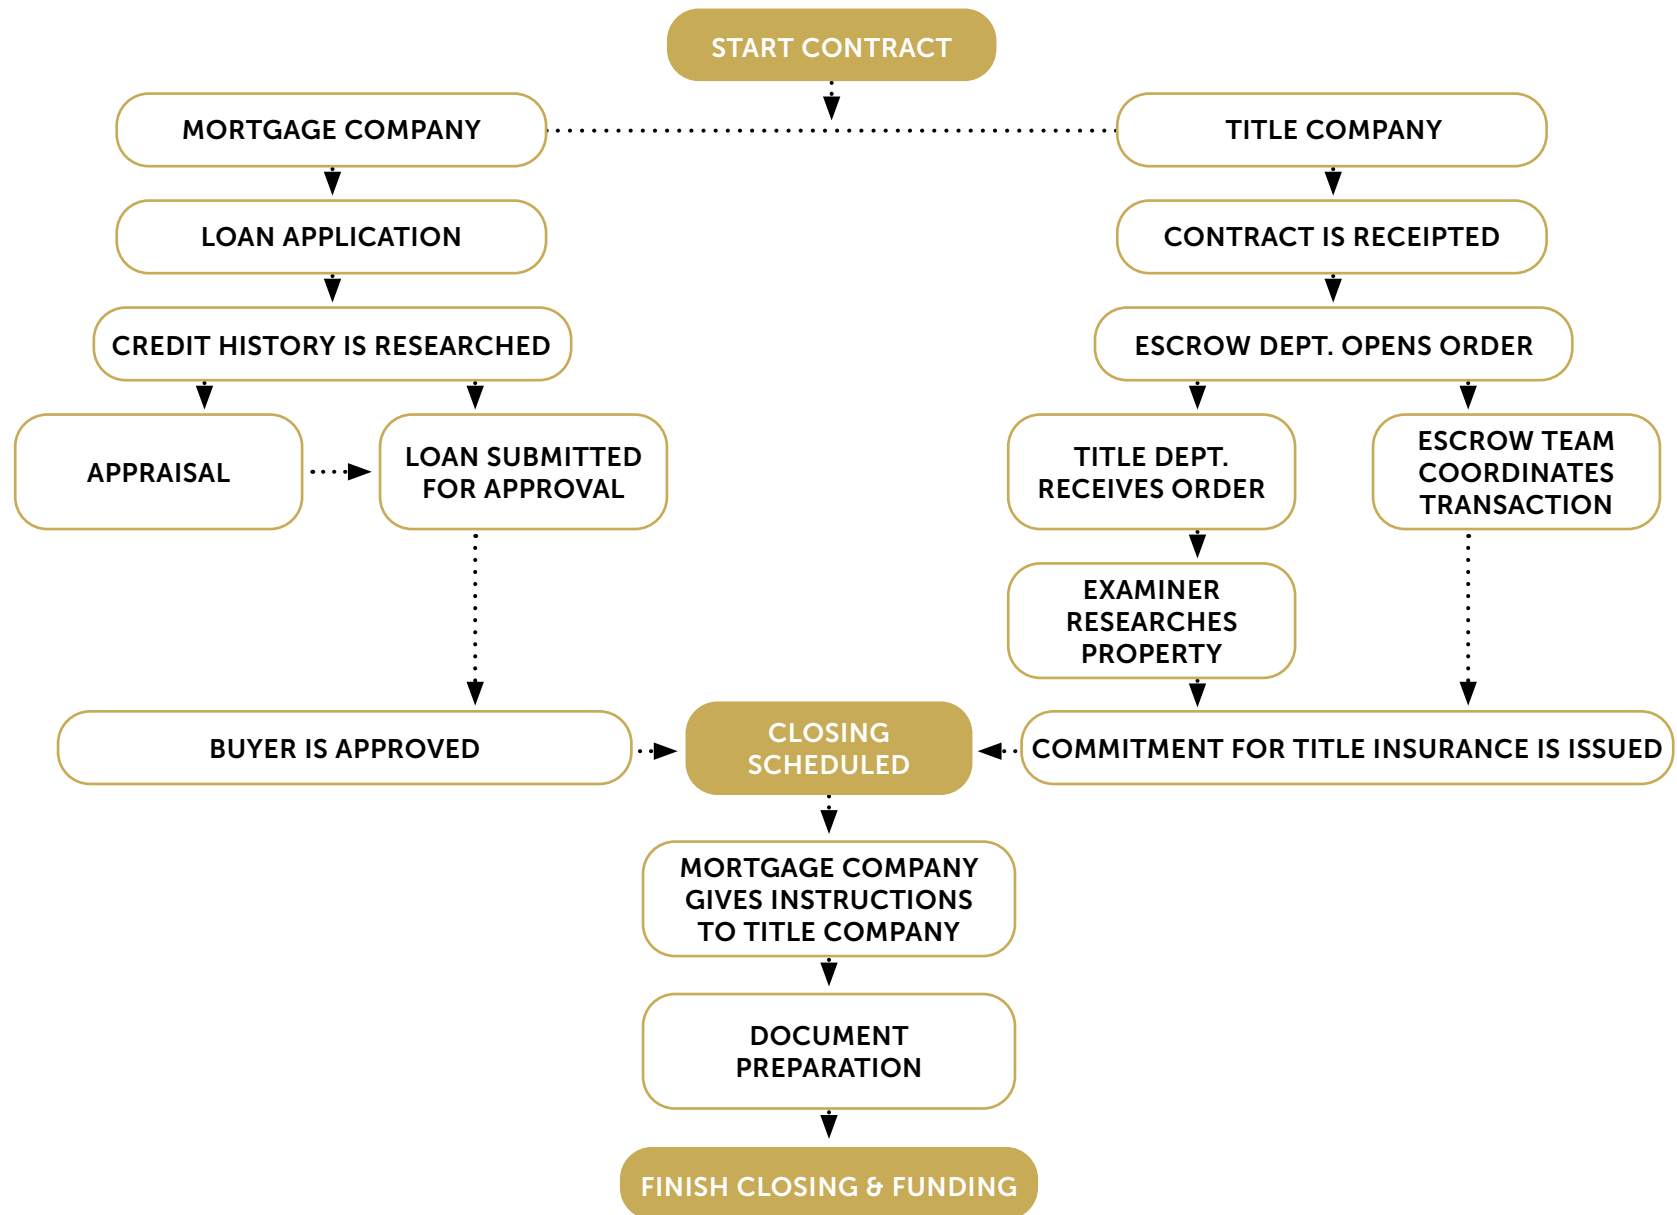 START CONTRACT
MORTGAGE COMPANY
TITLE COMPANY
LOAN APPLICATION
CONTRACT IS RECEIPTED
CREDIT HISTORY IS RESEARCHED
ESCROW DEPT. OPENS ORDER
APPRAISAL
LOAN SUBMITTED
FOR APPROVAL
TITLE DEPT.
RECEIVES ORDER
ESCROW TEAM
COORDINATES
TRANSACTION
EXAMINER
RESEARCHES
PROPERTY
BUYER IS APPROVED
CLOSING
SCHEDULED
COMMITMENT FOR TITLE INSURANCE IS ISSUED
MORTGAGE COMPANY
GIVES INSTRUCTIONS
TO TITLE COMPANY
DOCUMENT
PREPARATION
FINISH CLOSING & FUNDING